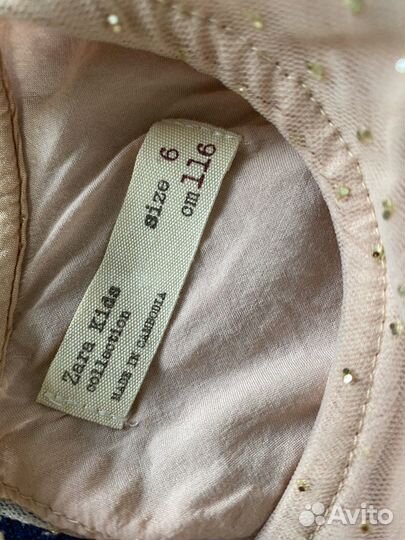 Zara Kids
collection
MADE IN CAMBODIA
size 6
cm 116
Avito